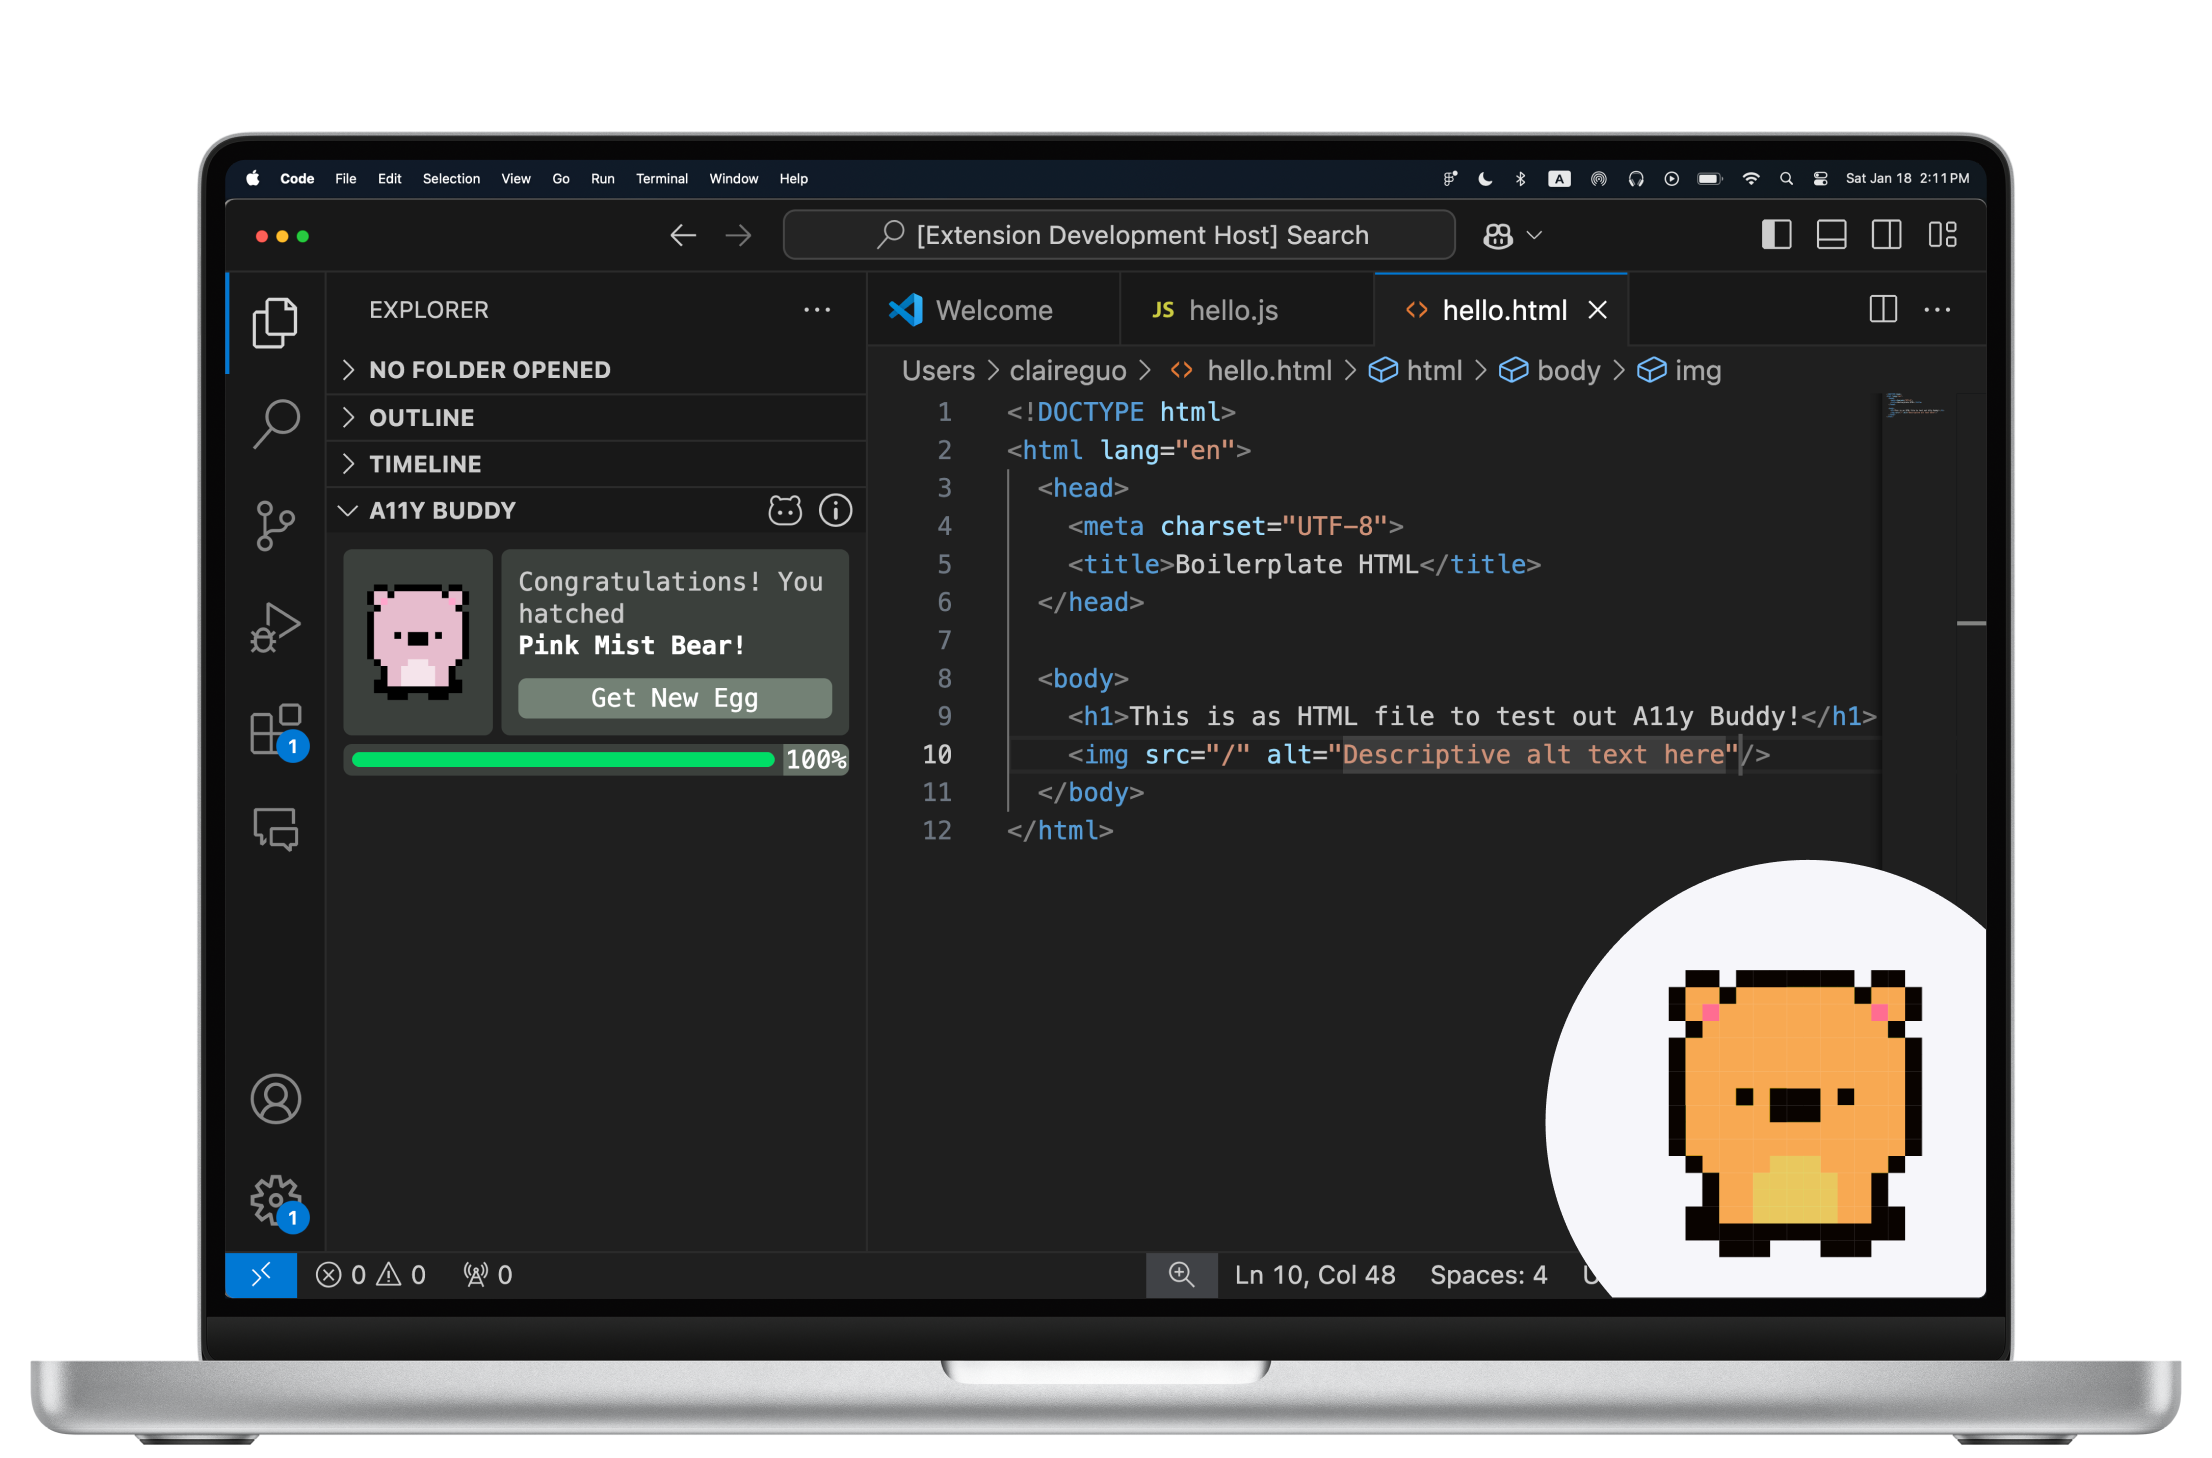 Code File Edit Selection View Go Run Terminal Window Help A Sat Jan 18 2:11 PM
[Extension Development Host] Search
EXPLORER
NO FOLDER OPENED
OUTLINE
TIMELINE
A11Y BUDDY
Congratulations! You
hatched
Pink Mist Bear!
Get New Egg
100%
1
1
Welcome JS hello.js hello.html
Users > claireguo > hello.html > html > body > img
1 <!DOCTYPE html>
2 <html lang="en">
3 <head>
4 <meta charset="UTF-8">
5 <title>Boilerplate HTML</title>
6 </head>
7
8 <body>
9 <h1>This is as HTML file to test out A11y Buddy!</h1>
10 <img src="/" alt="Descriptive alt text here"/>
11 </body>
12 </html>
0 0 0 Ln 10, Col 48 Spaces: 4